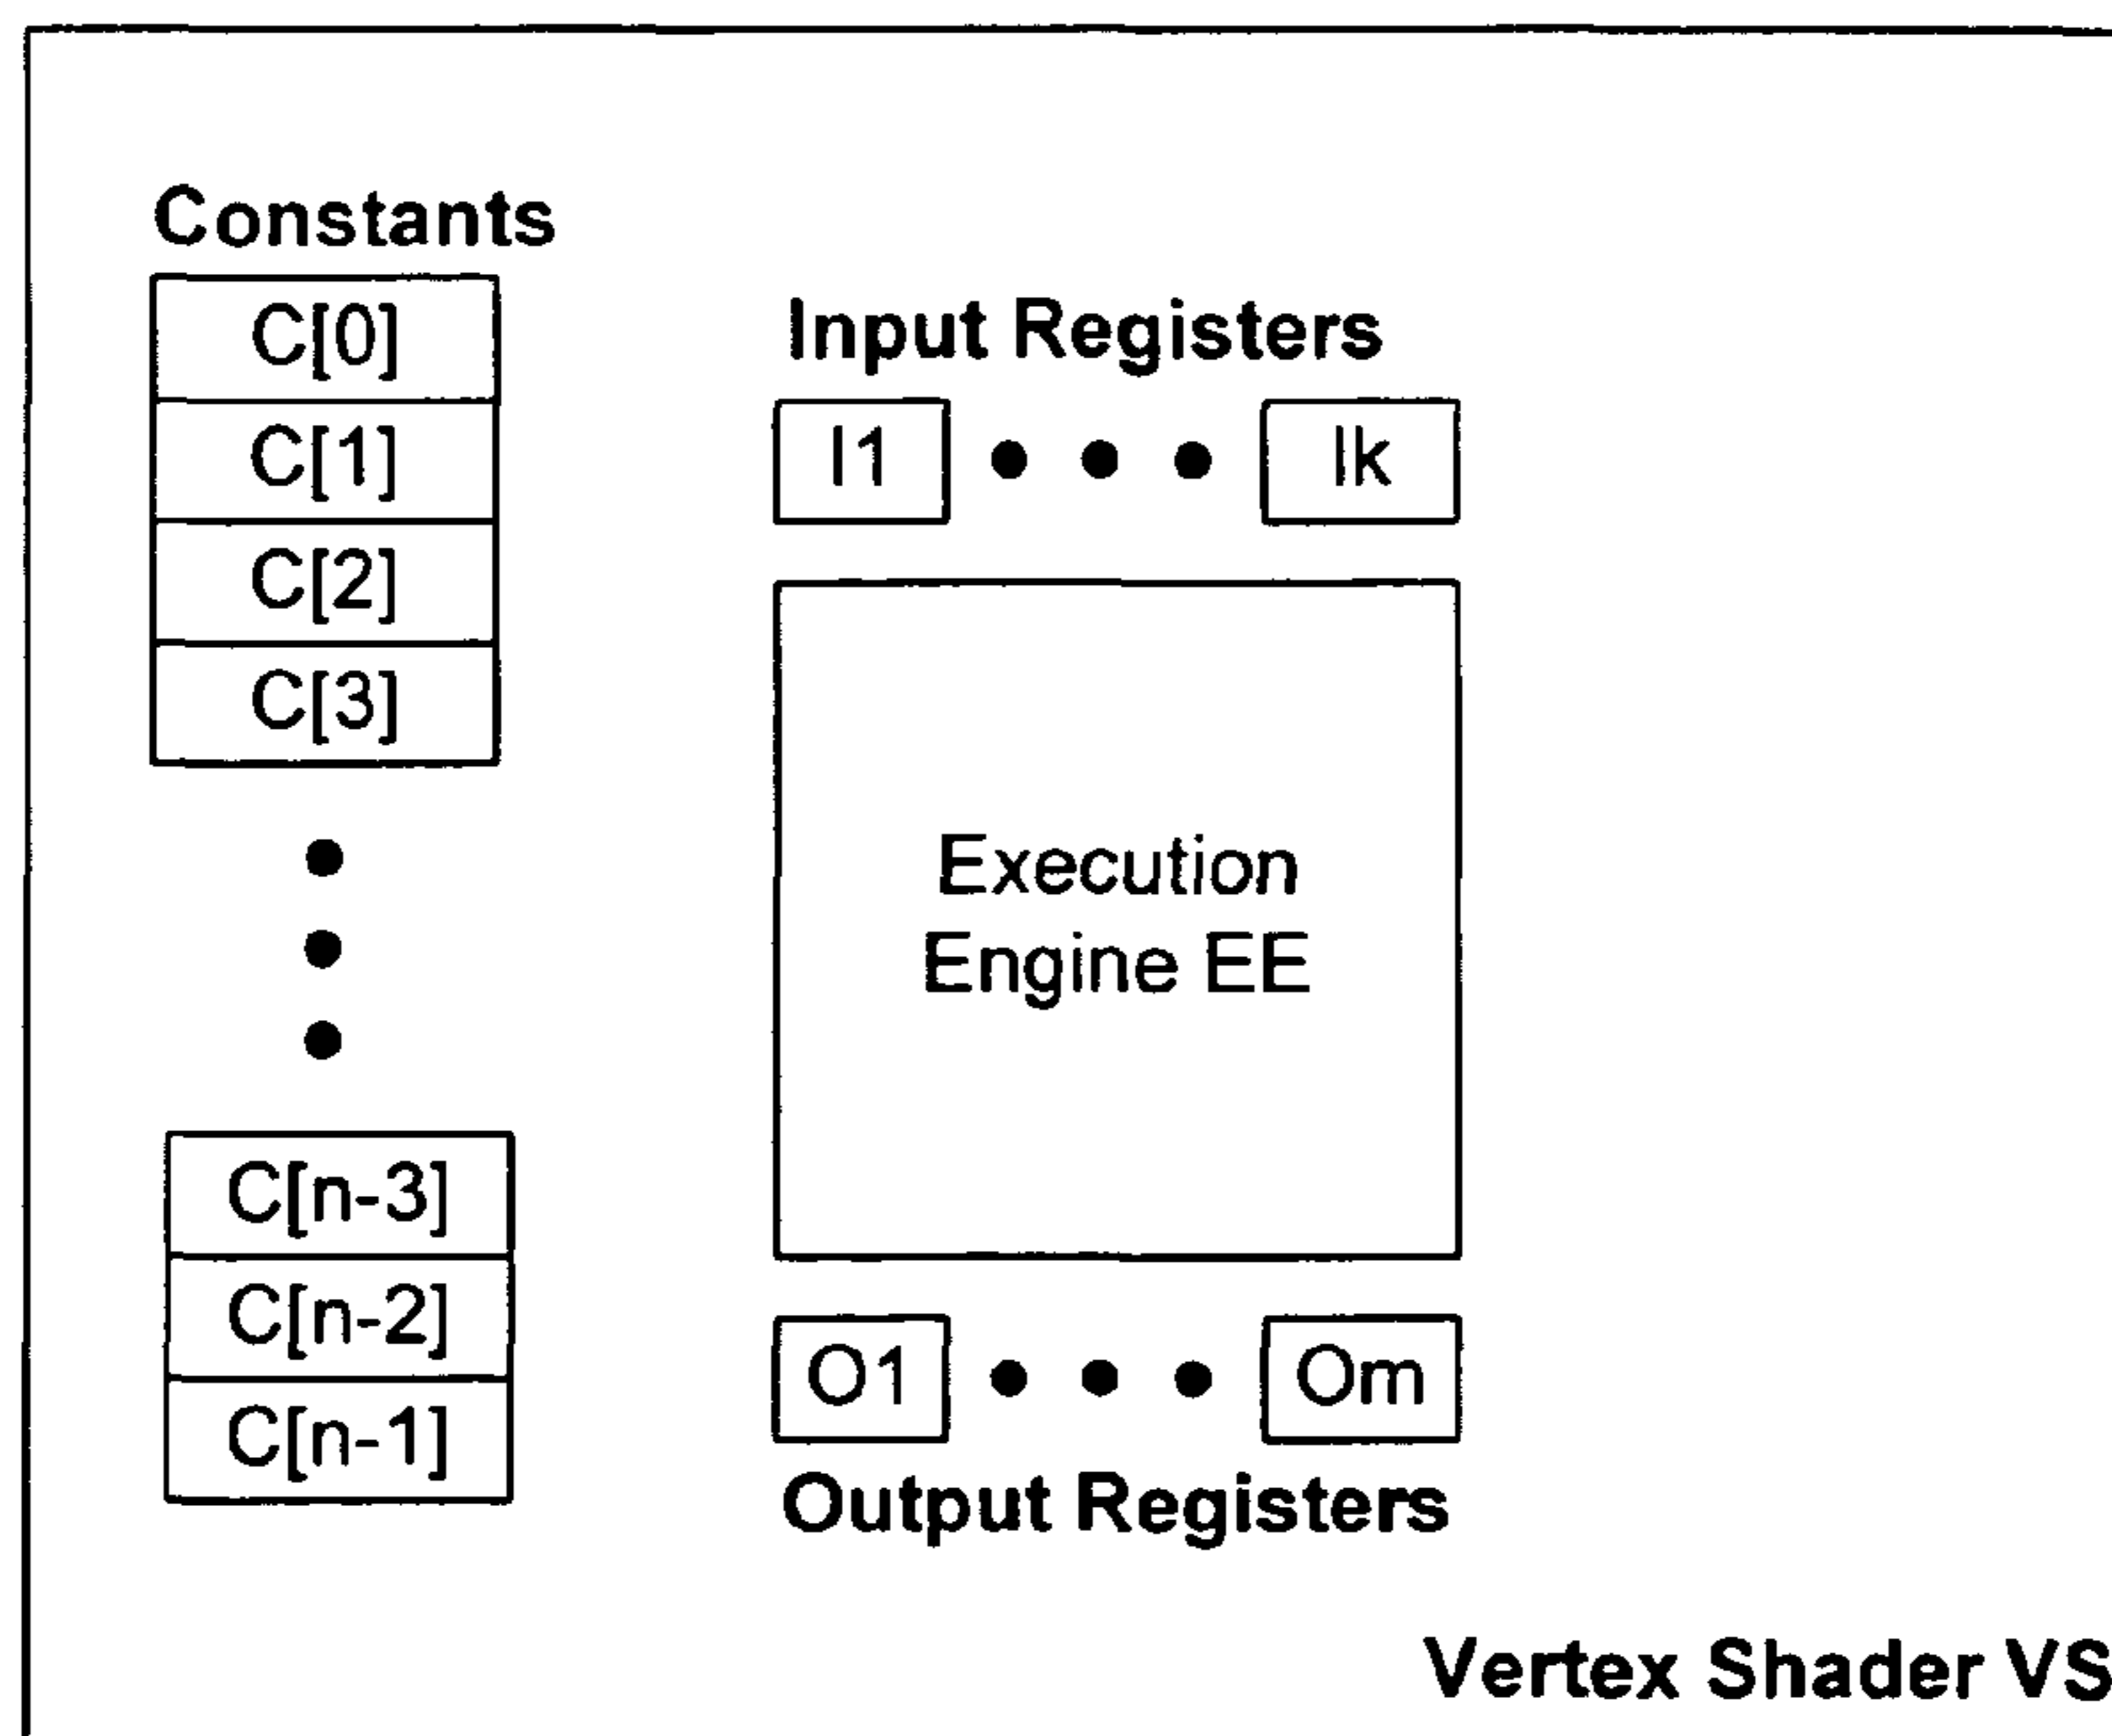 Constants
C[0]
C[1]
C[2]
C[3]
C[n-3]
C[n-2]
C[n-1]
Input Registers
I1 • • • Ik
Execution
Engine EE
O1 • • • Om
Output Registers
Vertex Shader VS